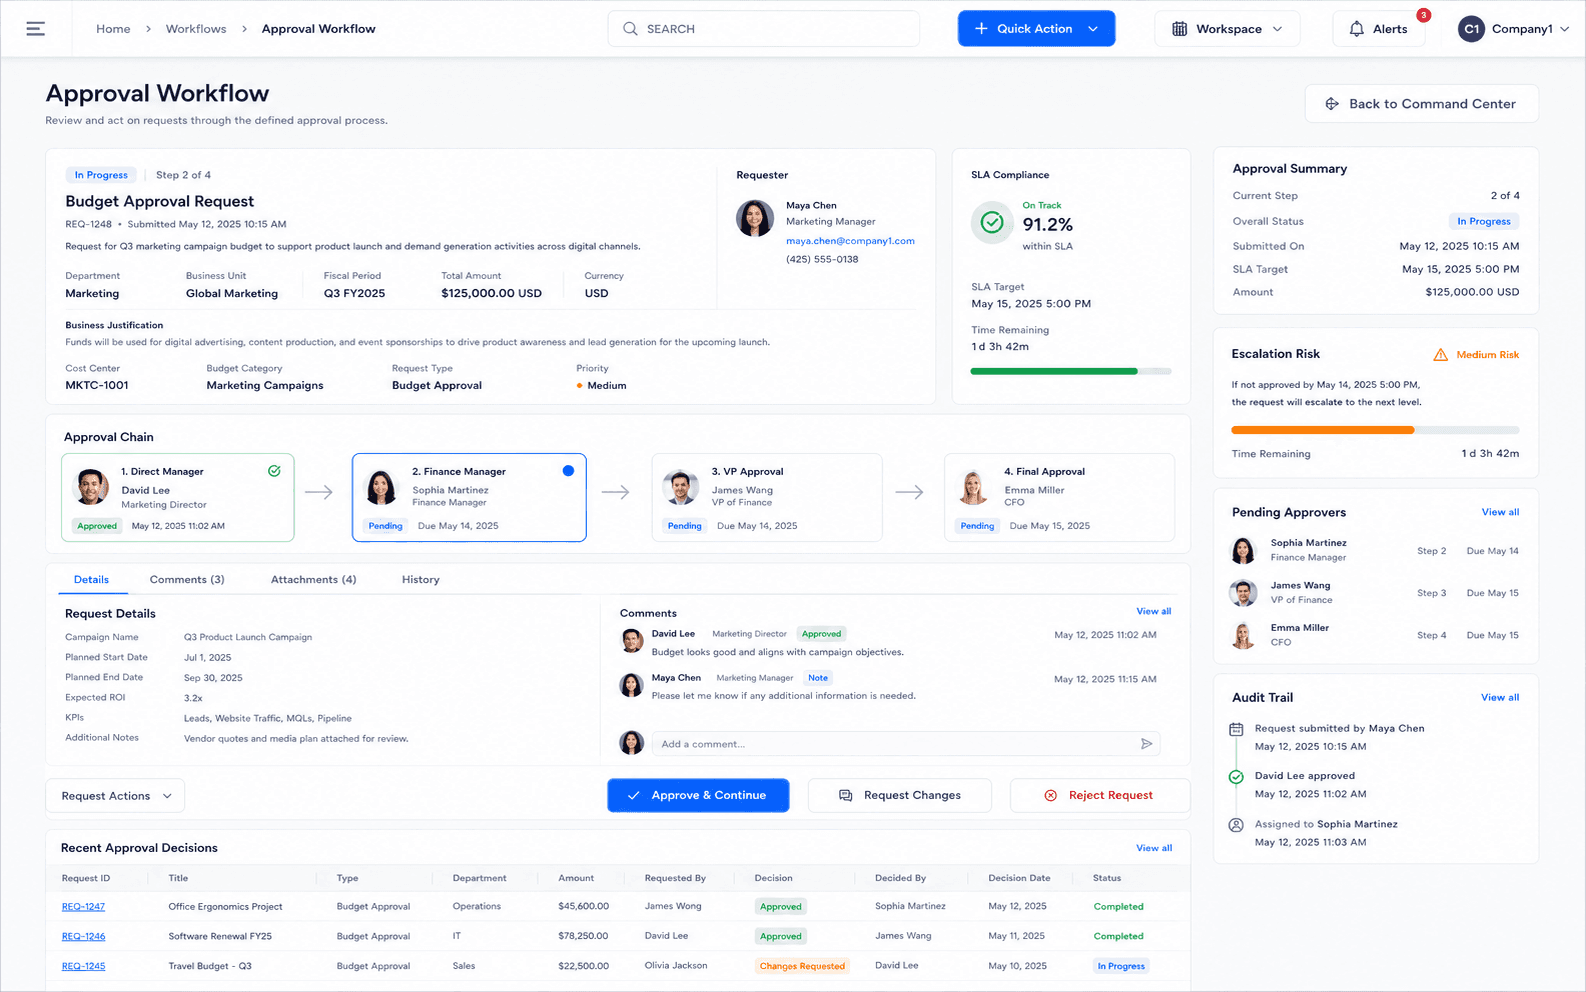 Home > Workflows > Approval Workflow
SEARCH
+ Quick Action
Workspace
Alerts
3
C1
Company1
Approval Workflow
Review and act on requests through the defined approval process.
Back to Command Center
In Progress | Step 2 of 4
Budget Approval Request
REQ-1248 • Submitted May 12, 2025 10:15 AM
Request for Q3 marketing campaign budget to support product launch and demand generation activities across digital channels.
Department Business Unit Fiscal Period Total Amount Currency
Marketing Global Marketing Q3 FY2025 $125,000.00 USD USD
Business Justification
Funds will be used for digital advertising, content production, and event sponsorships to drive product awareness and lead generation for the upcoming launch.
Cost Center Budget Category Request Type Priority
MKTC-1001 Marketing Campaigns Budget Approval Medium
Requester
Maya Chen
Marketing Manager
maya.chen@company1.com
(425) 555-0138
SLA Compliance
On Track
91.2%
within SLA
SLA Target
May 15, 2025 5:00 PM
Time Remaining
1 d 3h 42m
Approval Summary
Current Step 2 of 4
Overall Status In Progress
Submitted On May 12, 2025 10:15 AM
SLA Target May 15, 2025 5:00 PM
Amount $125,000.00 USD
Escalation Risk Medium Risk
If not approved by May 14, 2025 5:00 PM,
the request will escalate to the next level.
Time Remaining 1 d 3h 42m
Approval Chain
1. Direct Manager
David Lee
Marketing Director
Approved May 12, 2025 11:02 AM
2. Finance Manager
Sophia Martinez
Finance Manager
Pending Due May 14, 2025
3. VP Approval
James Wang
VP of Finance
Pending Due May 14, 2025
4. Final Approval
Emma Miller
CFO
Pending Due May 15, 2025
Pending Approvers View all
Sophia Martinez
Finance Manager
Step 2 Due May 14
James Wang
VP of Finance
Step 3 Due May 15
Emma Miller
CFO
Step 4 Due May 15
Details Comments (3) Attachments (4) History
Request Details
Campaign Name Q3 Product Launch Campaign
Planned Start Date Jul 1, 2025
Planned End Date Sep 30, 2025
Expected ROI 3.2x
KPIs Leads, Website Traffic, MQLs, Pipeline
Additional Notes Vendor quotes and media plan attached for review.
Comments View all
David Lee Marketing Director Approved May 12, 2025 11:02 AM
Budget looks good and aligns with campaign objectives.
Maya Chen Marketing Manager Note May 12, 2025 11:15 AM
Please let me know if any additional information is needed.
Add a comment...
Audit Trail View all
Request submitted by Maya Chen
May 12, 2025 10:15 AM
David Lee approved
May 12, 2025 11:02 AM
Assigned to Sophia Martinez
May 12, 2025 11:03 AM
Request Actions
Approve & Continue
Request Changes
Reject Request
Recent Approval Decisions View all
Request ID Title Type Department Amount Requested By Decision Decided By Decision Date Status
REQ-1247 Office Ergonomics Project Budget Approval Operations $45,600.00 James Wong Approved Sophia Martinez May 12, 2025 Completed
REQ-1246 Software Renewal FY25 Budget Approval IT $78,250.00 David Lee Approved James Wang May 11, 2025 Completed
REQ-1245 Travel Budget - Q3 Budget Approval Sales $22,500.00 Olivia Jackson Changes Requested David Lee May 10, 2025 In Progress